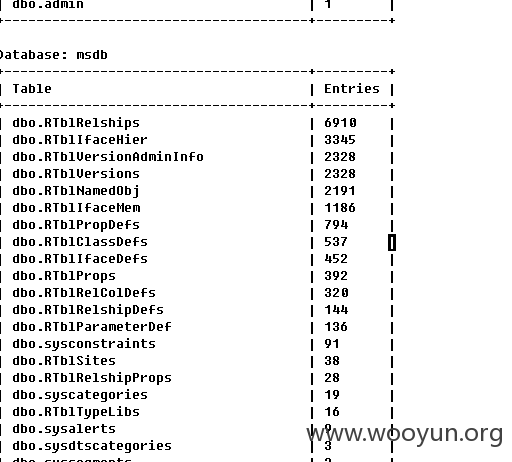 | dbo.admin | 1 |
Database: msdb
| Table | Entries |
| dbo.RTblRelships | 6910 |
| dbo.RTblIfaceHier | 3345 |
| dbo.RTblVersionAdminInfo | 2328 |
| dbo.RTblVersions | 2328 |
| dbo.RTblNamedObj | 2191 |
| dbo.RTblIfaceMem | 1186 |
| dbo.RTblPropDefs | 794 |
| dbo.RTblClassDefs | 537 |
| dbo.RTblIfaceDefs | 452 |
| dbo.RTblProps | 392 |
| dbo.RTblRelColDefs | 320 |
| dbo.RTblRelshipDefs | 144 |
| dbo.RTblParameterDef | 136 |
| dbo.sysconstraints | 91 |
| dbo.RTblSites | 38 |
| dbo.RTblRelshipProps | 28 |
| dbo.syscategories | 19 |
| dbo.RTblTypeLibs | 16 |
| dbo.sysalerts | 9 |
| dbo.sysdtscategories | 3 |
| dbo.syssegments | 3 |
www.wooyun.org